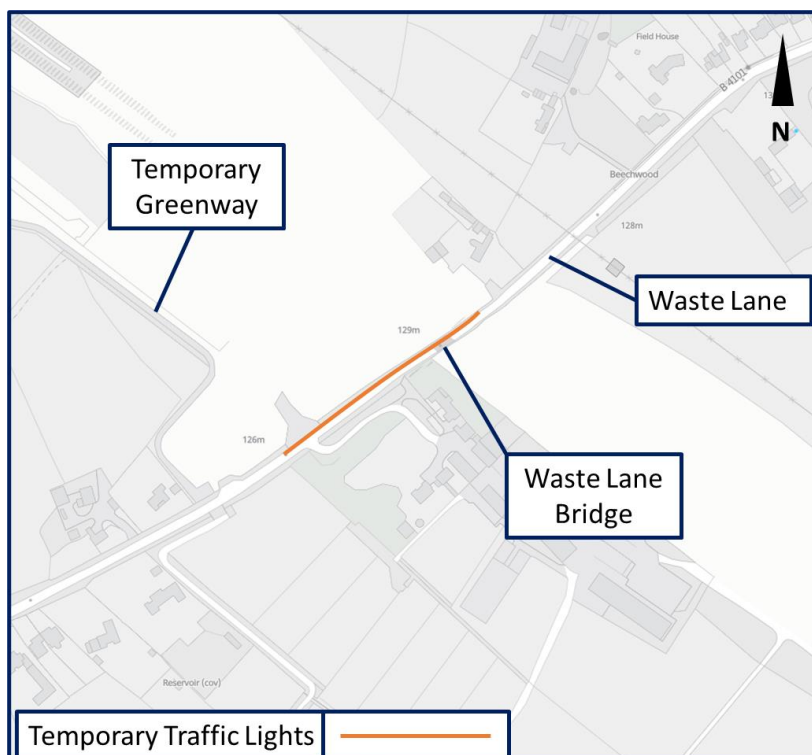 Field House
B 4101
N
Temporary
Greenway
Beechwood
128m
Waste Lane
129m
126m
Waste Lane
Bridge
Reservoir (cov)
Temporary Traffic Lights